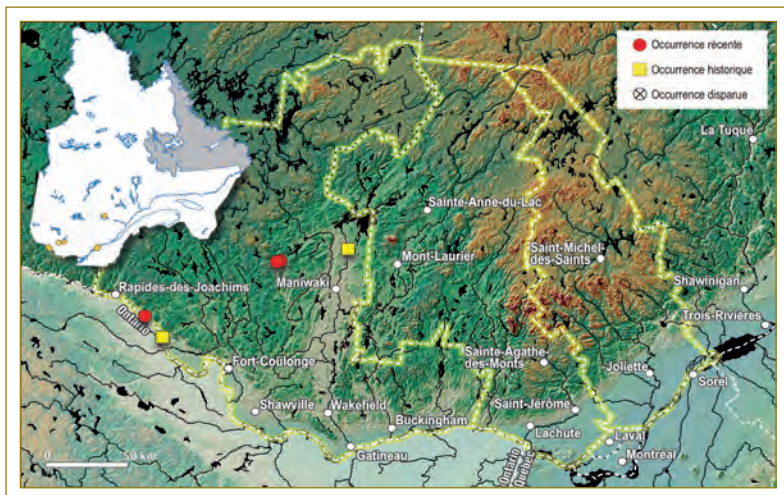 Occurrence récente
Occurrence historique
Occurrence disparue
La Tuque
Sainte-Anne-du-Lac
Saint-Michel
des-Saints
Mont-Laurier
Maniwaki
Rapides-des-Joachims
Shawinigan
Trois-Rivières
Ontario
Fort-Coulonge
Sainte-Agathe
des-Monts
Joliette
Sorel
Shawville
Wakefield
Saint-Jérôme
Buckingham
Lachute
Laval
Gatineau
Montréal
Ontario
Québec
0 50 km